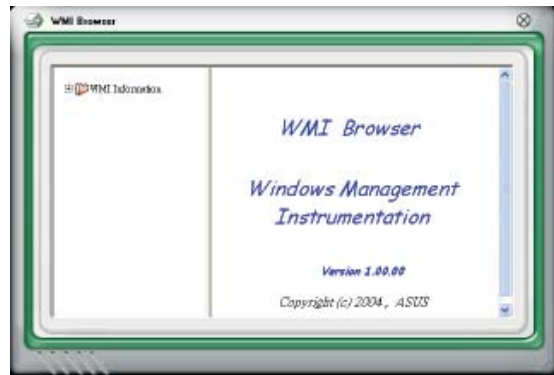 WMI Browser
WMI Information
WMI Browser
Windows Management
Instrumentation
Version 1.00.00
Copyright (c) 2004, ASUS